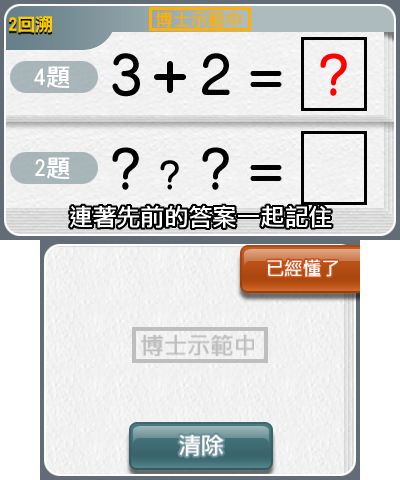 2回溯
博士示範中
4題
3+2=?
2題
? ? ? =
連著先前的答案一起記住
已經懂了
博士示範中
清除